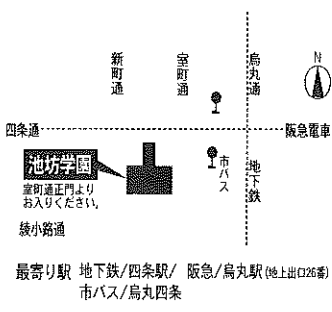 新町通
室町通
烏丸通
N
四条通
阪急電車
池坊学園
室町通正門より
お入りください。
市バス
地下鉄
綾小路通
最寄り駅 地下鉄/四条駅/ 阪急/烏丸駅(地上出口26番)
市バス/烏丸四条